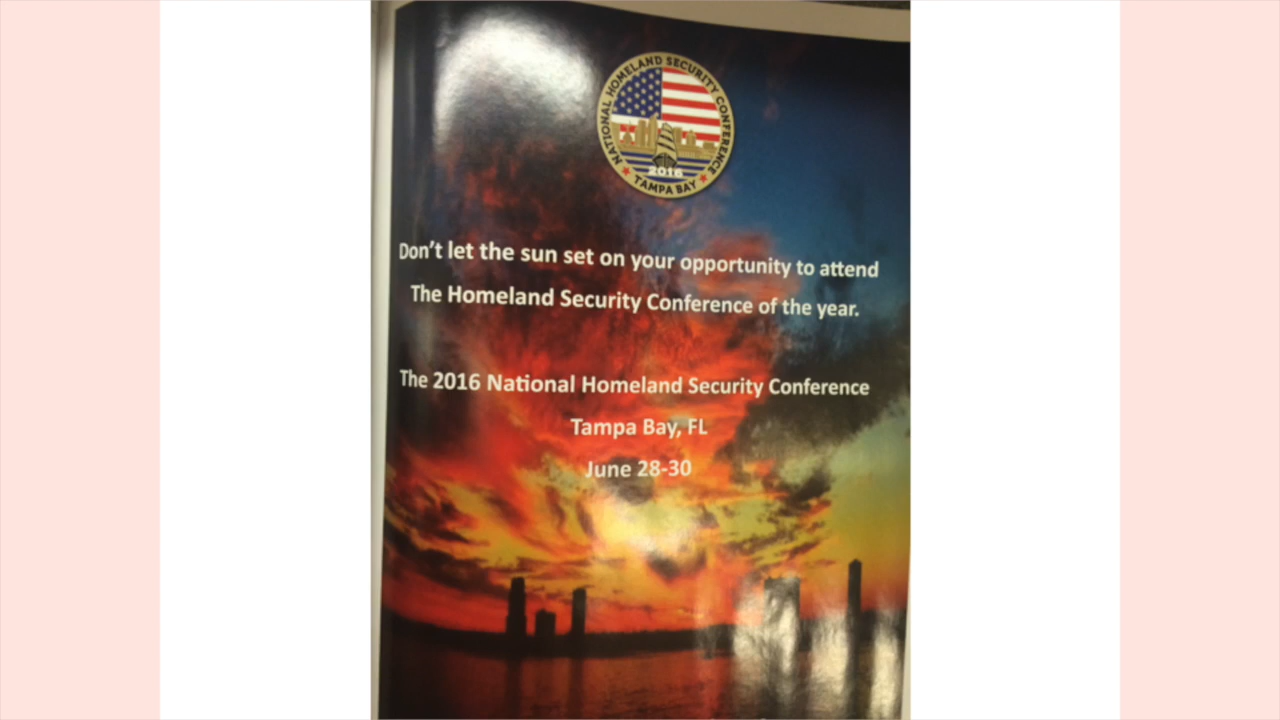 NATIONAL HOMELAND SECURITY CONFERENCE
2016
TAMPA BAY
Don't let the sun set on your opportunity to attend
The Homeland Security Conference of the year.
The 2016 National Homeland Security Conference
Tampa Bay, FL
June 28-30